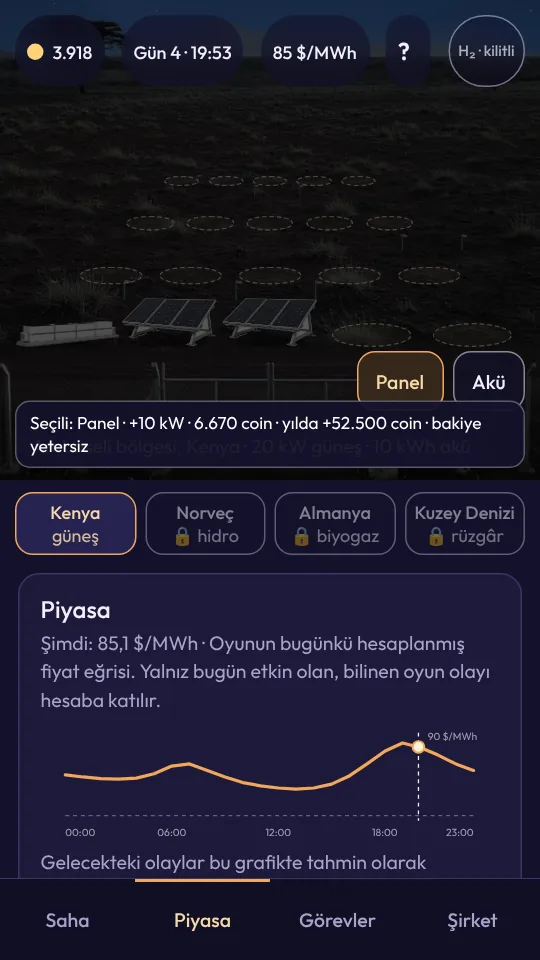 3.918
Gün 4 · 19:53
85 $/MWh
?
H₂ · kilitli
Panel
Akü
Seçili: Panel · +10 kW · 6.670 coin · yılda +52.500 coin · bakiye
yetersiz
Kenya
güneş
Norveç
🔒 hidro
Almanya
🔒 biyogaz
Kuzey Denizi
🔒 rüzgâr
Piyasa
Şimdi: 85,1 $/MWh · Oyunun bugünkü hesaplanmış
fiyat eğrisi. Yalnız bugün etkin olan, bilinen oyun olayı
hesaba katılır.
90 $/MWh
00:00 06:00 12:00 18:00 23:00
Gelecekteki olaylar bu grafikte tahmin olarak
Saha
Piyasa
Görevler
Şirket